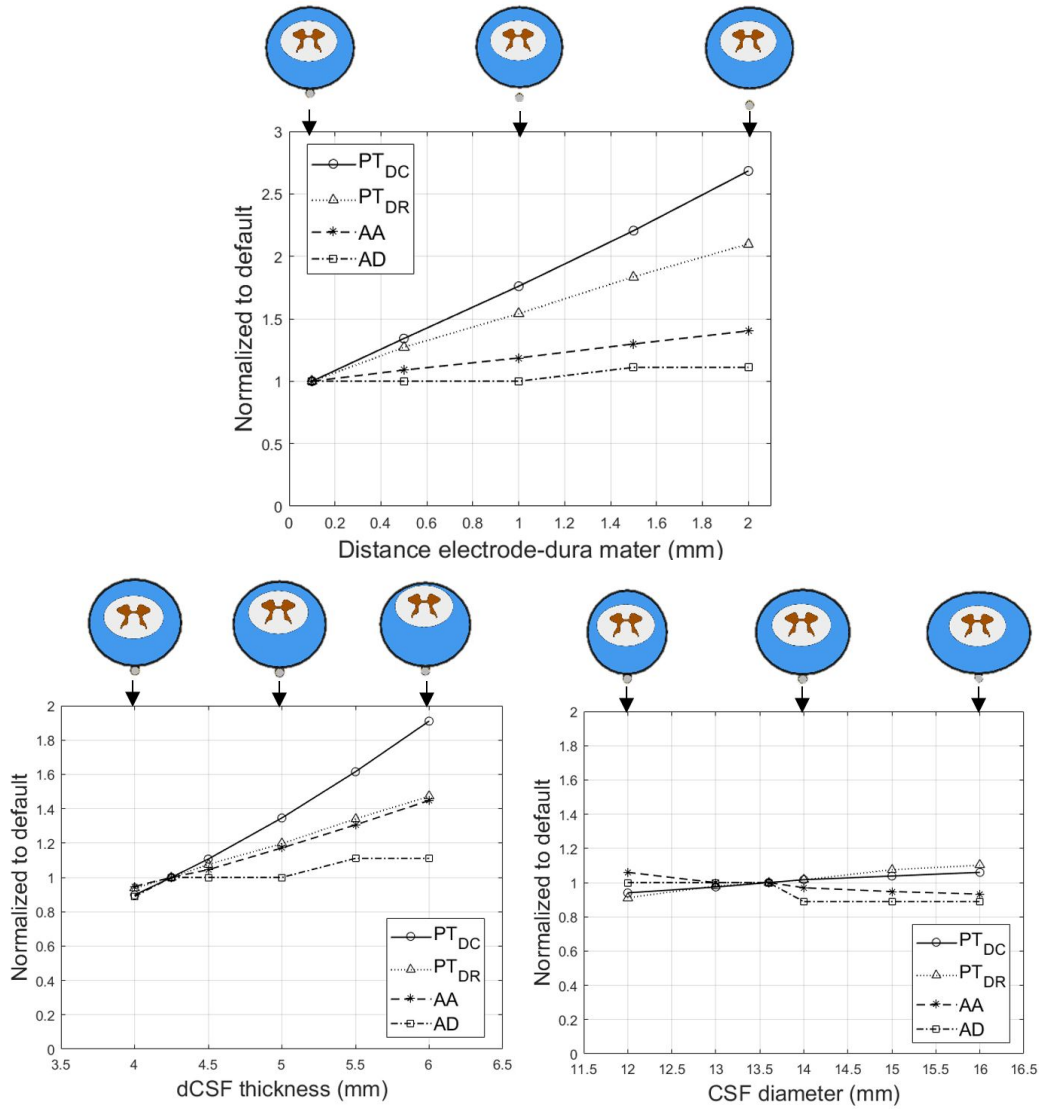 3
2.5
2
1.5
1
0.5
0
Normalized to default
PT_DC
PT_DR
AA
AD
0 0.2 0.4 0.6 0.8 1 1.2 1.4 1.6 1.8 2
Distance electrode-dura mater (mm)
2
1.8
1.6
1.4
1.2
1
0.8
0.6
0.4
0.2
0
Normalized to default
PT_DC
PT_DR
AA
AD
3.5 4 4.5 5 5.5 6 6.5
dCSF thickness (mm)
2
1.8
1.6
1.4
1.2
1
0.8
0.6
0.4
0.2
0
Normalized to default
PT_DC
PT_DR
AA
AD
11.5 12 12.5 13 13.5 14 14.5 15 15.5 16 16.5
CSF diameter (mm)